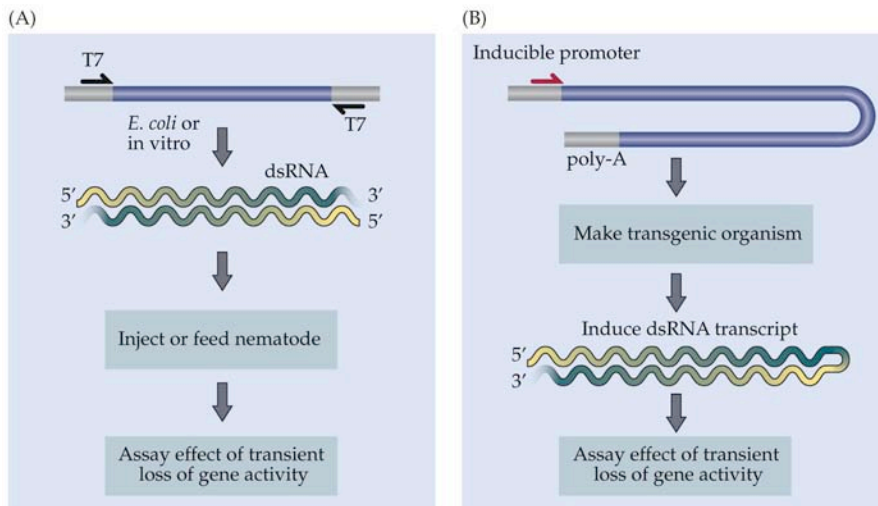 (A)
T7
T7
E. coli or
in vitro
dsRNA
5′ 3′
3′ 5′
Inject or feed nematode
Assay effect of transient
loss of gene activity
(B)
Inducible promoter
poly-A
Make transgenic organism
Induce dsRNA transcript
5′
3′
Assay effect of transient
loss of gene activity